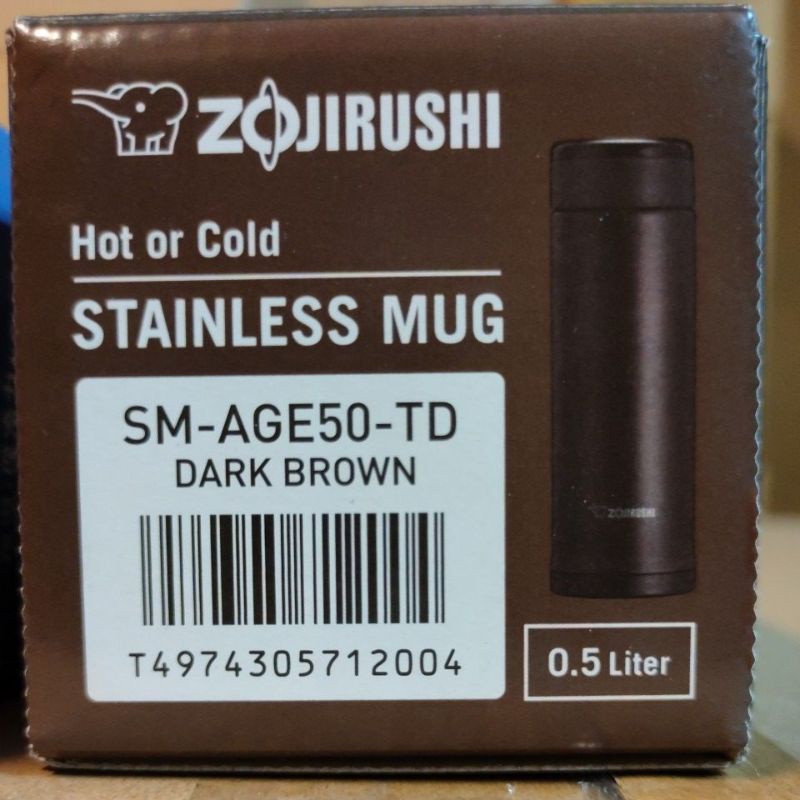 ZOJIRUSHI
Hot or Cold
STAINLESS MUG
SM-AGE50-TD
DARK BROWN
T4974305712004
ZOJIRUSHI
0.5 Liter